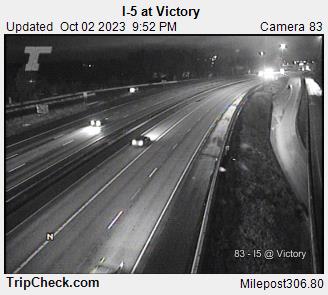 I-5 at Victory
Updated Oct 02 2023 9:52 PM Camera 83
N
83 - I5 @ Victory
TripCheck.com Milepost306.80